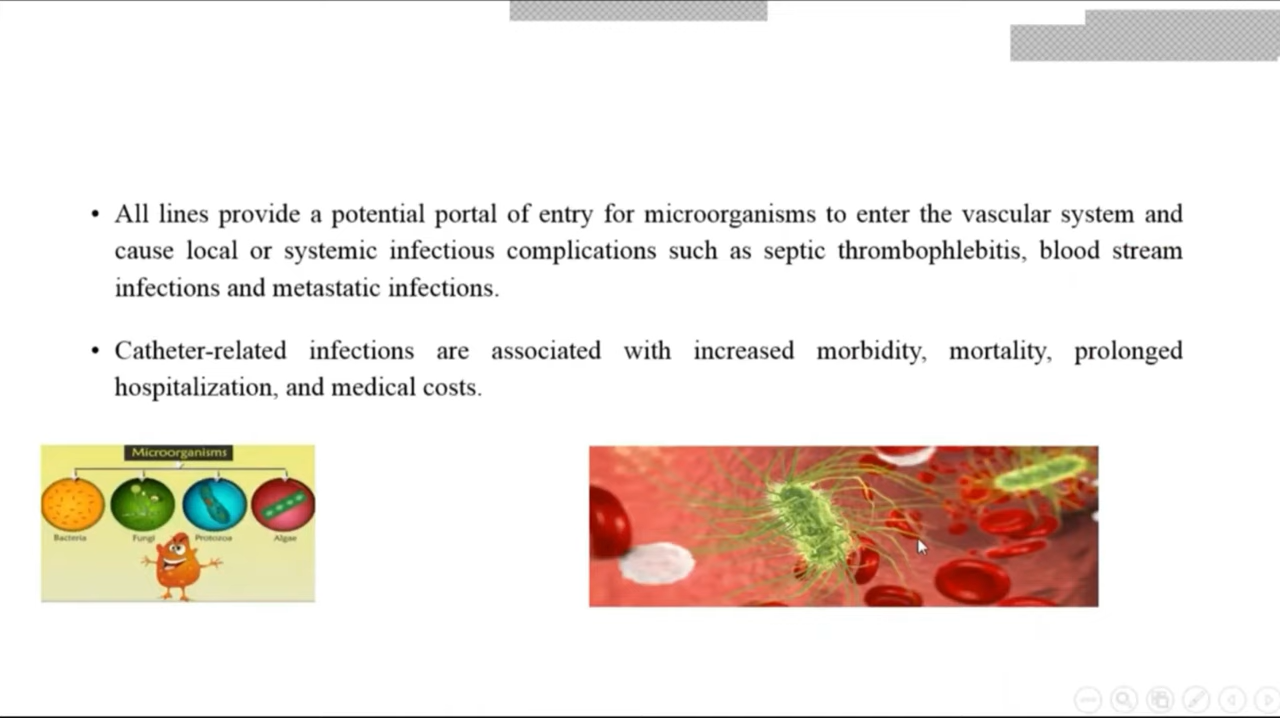 • All lines provide a potential portal of entry for microorganisms to enter the vascular system and
cause local or systemic infectious complications such as septic thrombophlebitis, blood stream
infections and metastatic infections.
• Catheter-related infections are associated with increased morbidity, mortality, prolonged
hospitalization, and medical costs.
Microorganisms
Bacteria Fungi Protozoa Algae